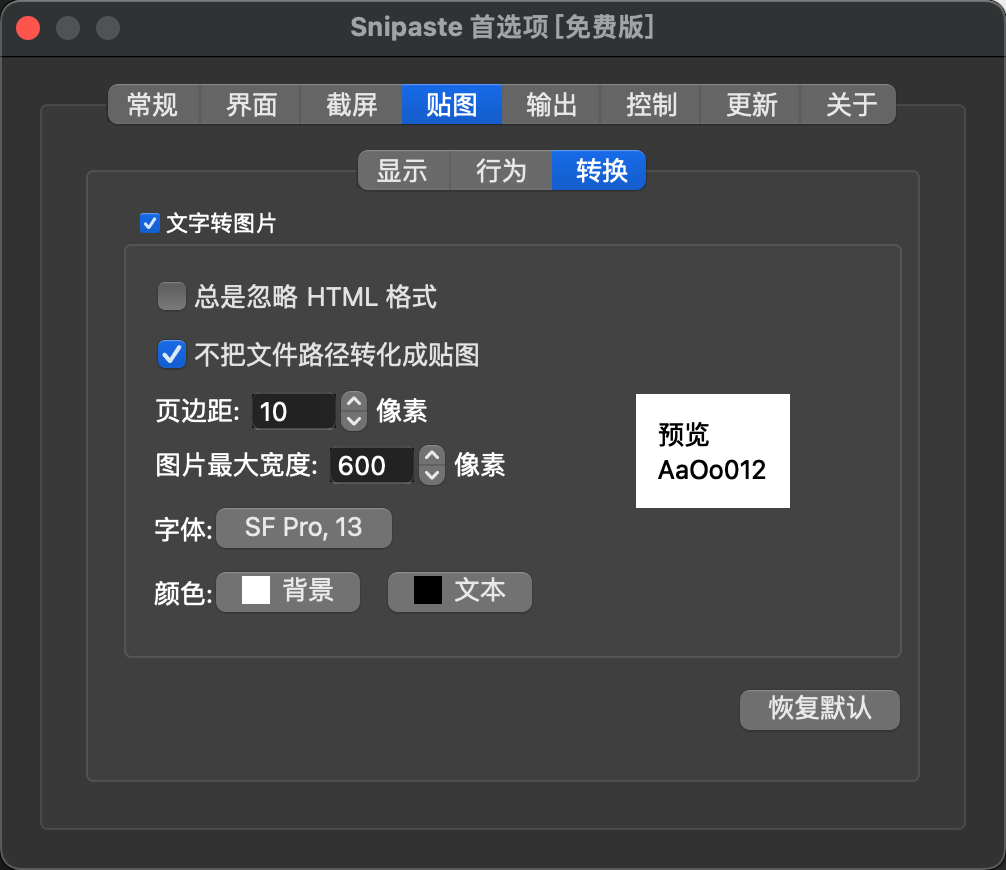 Snipaste 首选项 [免费版]
常规 界面 截屏 贴图 输出 控制 更新 关于
显示 行为 转换
文字转图片
总是忽略 HTML 格式
不把文件路径转化成贴图
页边距: 10 像素
图片最大宽度: 600 像素
预览
AaOo012
字体: SF Pro, 13
颜色: 背景 文本
恢复默认